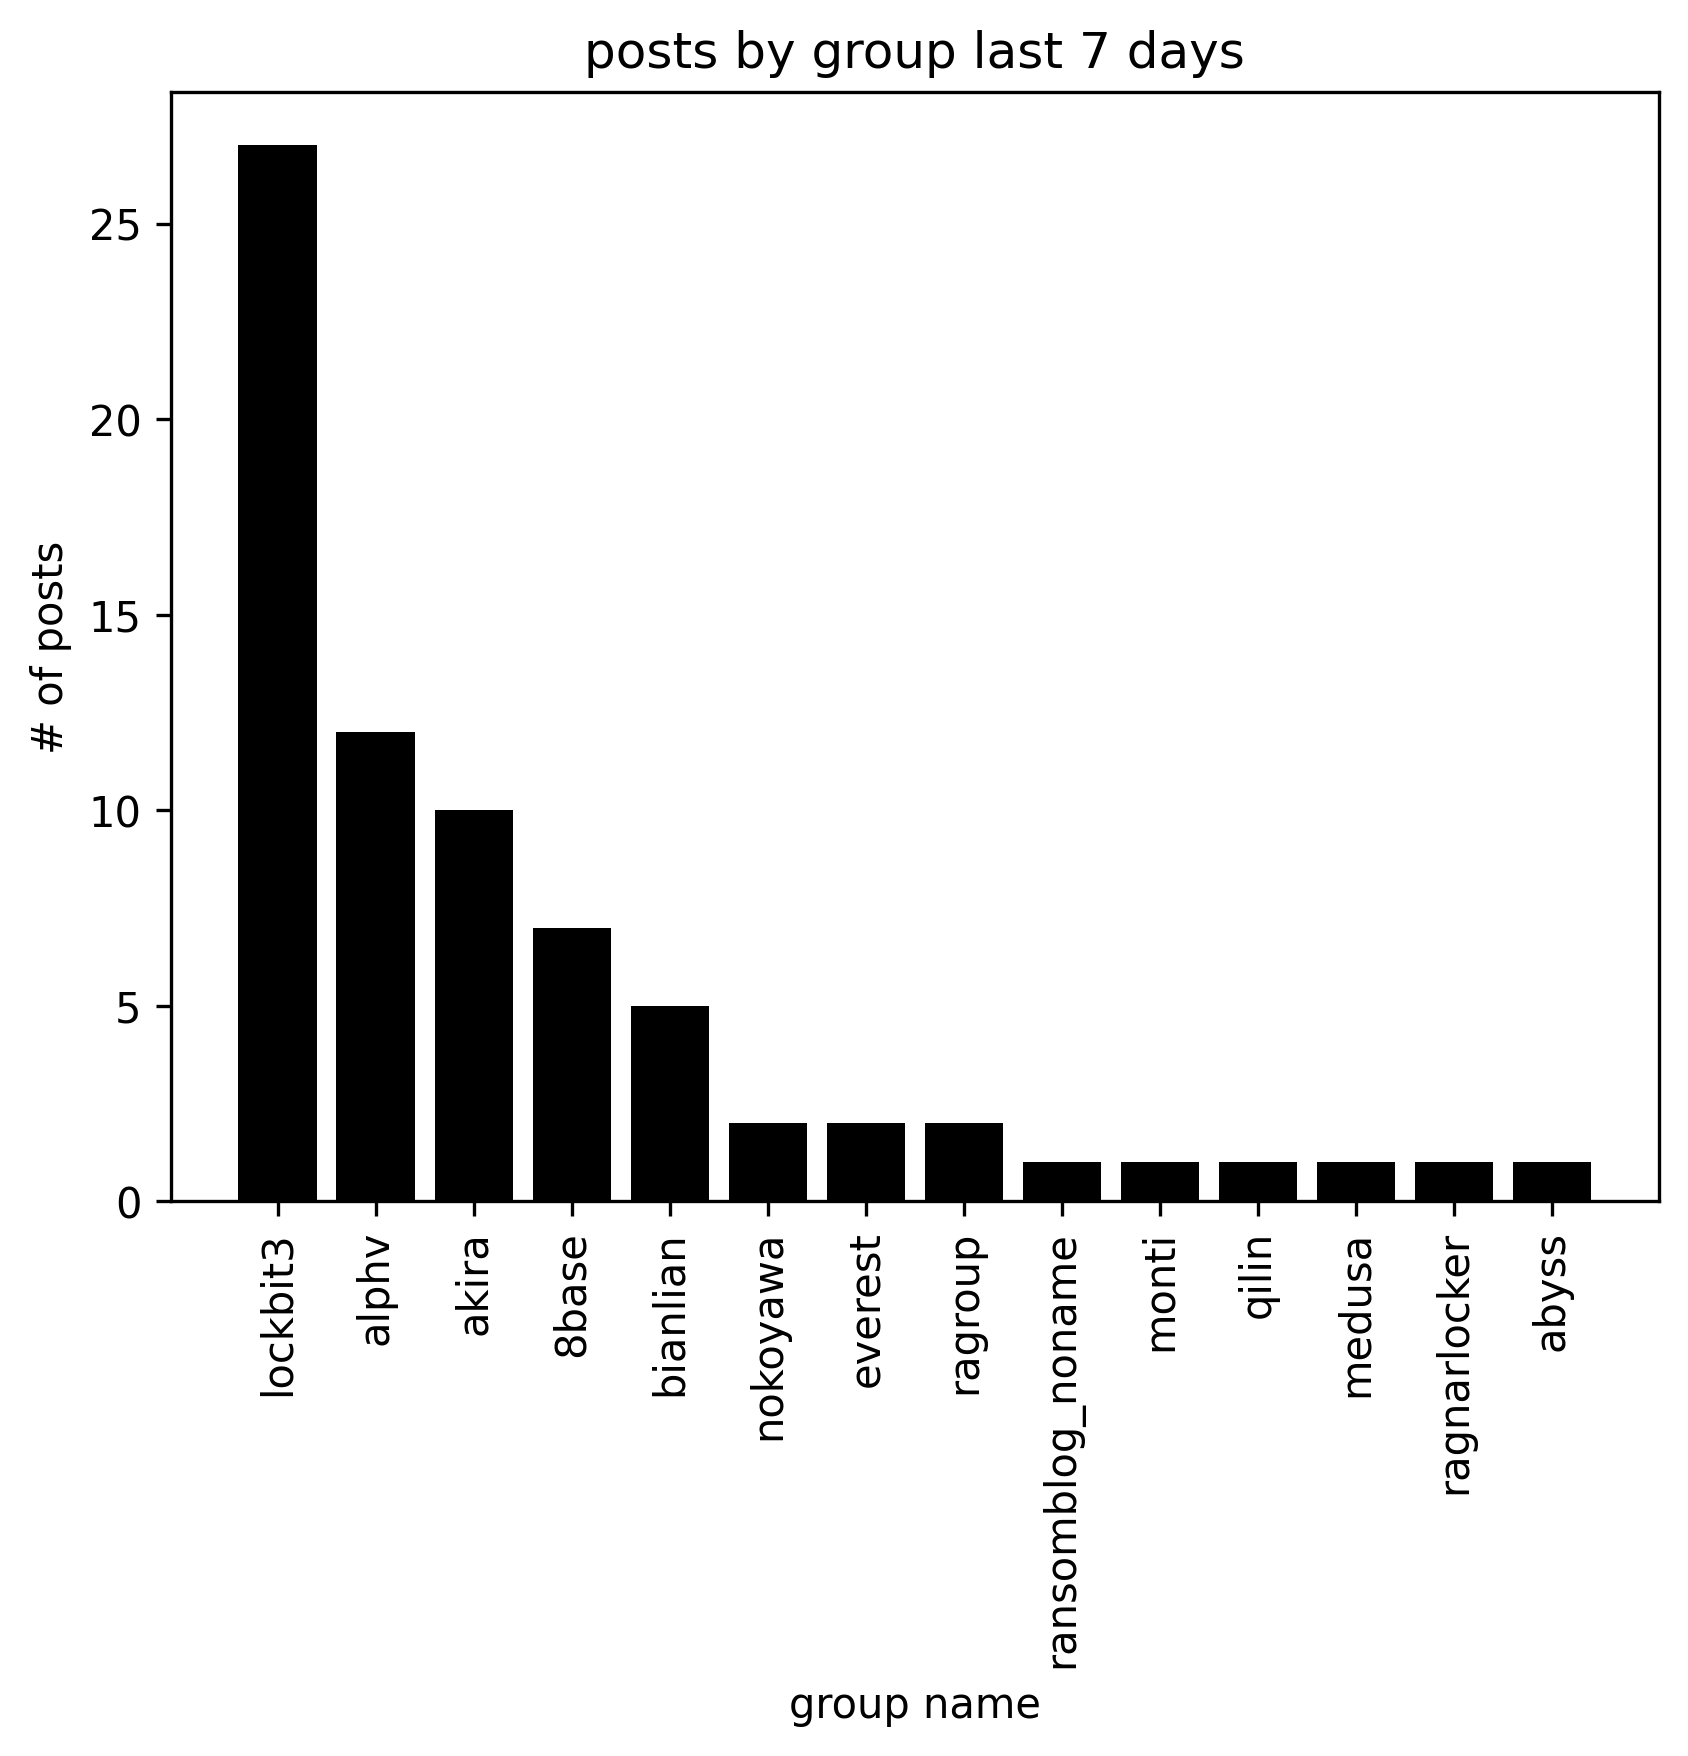 posts by group last 7 days
# of posts
25
20
15
10
5
0
lockbit3
alphv
akira
8base
bianlian
nokoyawa
everest
ragroup
ransomblog_noname
monti
qilin
medusa
ragnarlocker
abyss
group name